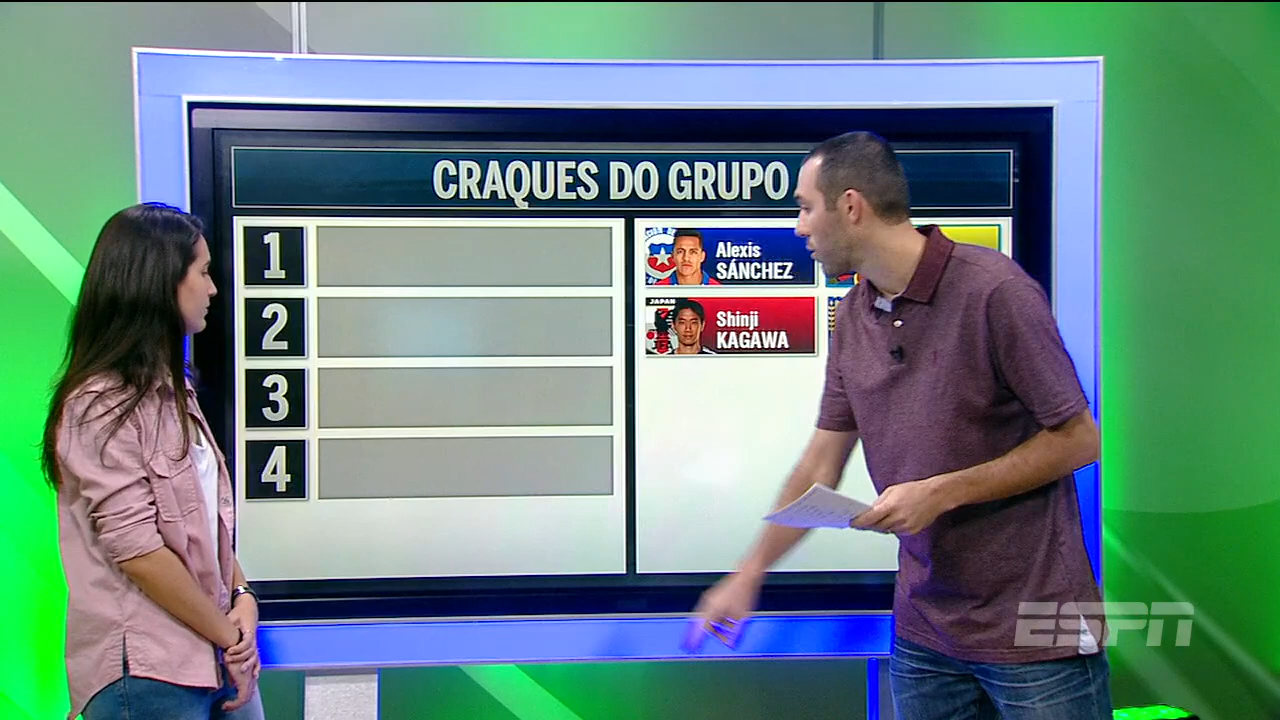 CRAQUES DO GRUPO
1
2
3
4
Alexis
SÁNCHEZ
JAPAN
Shinji
KAGAWA
ESPN